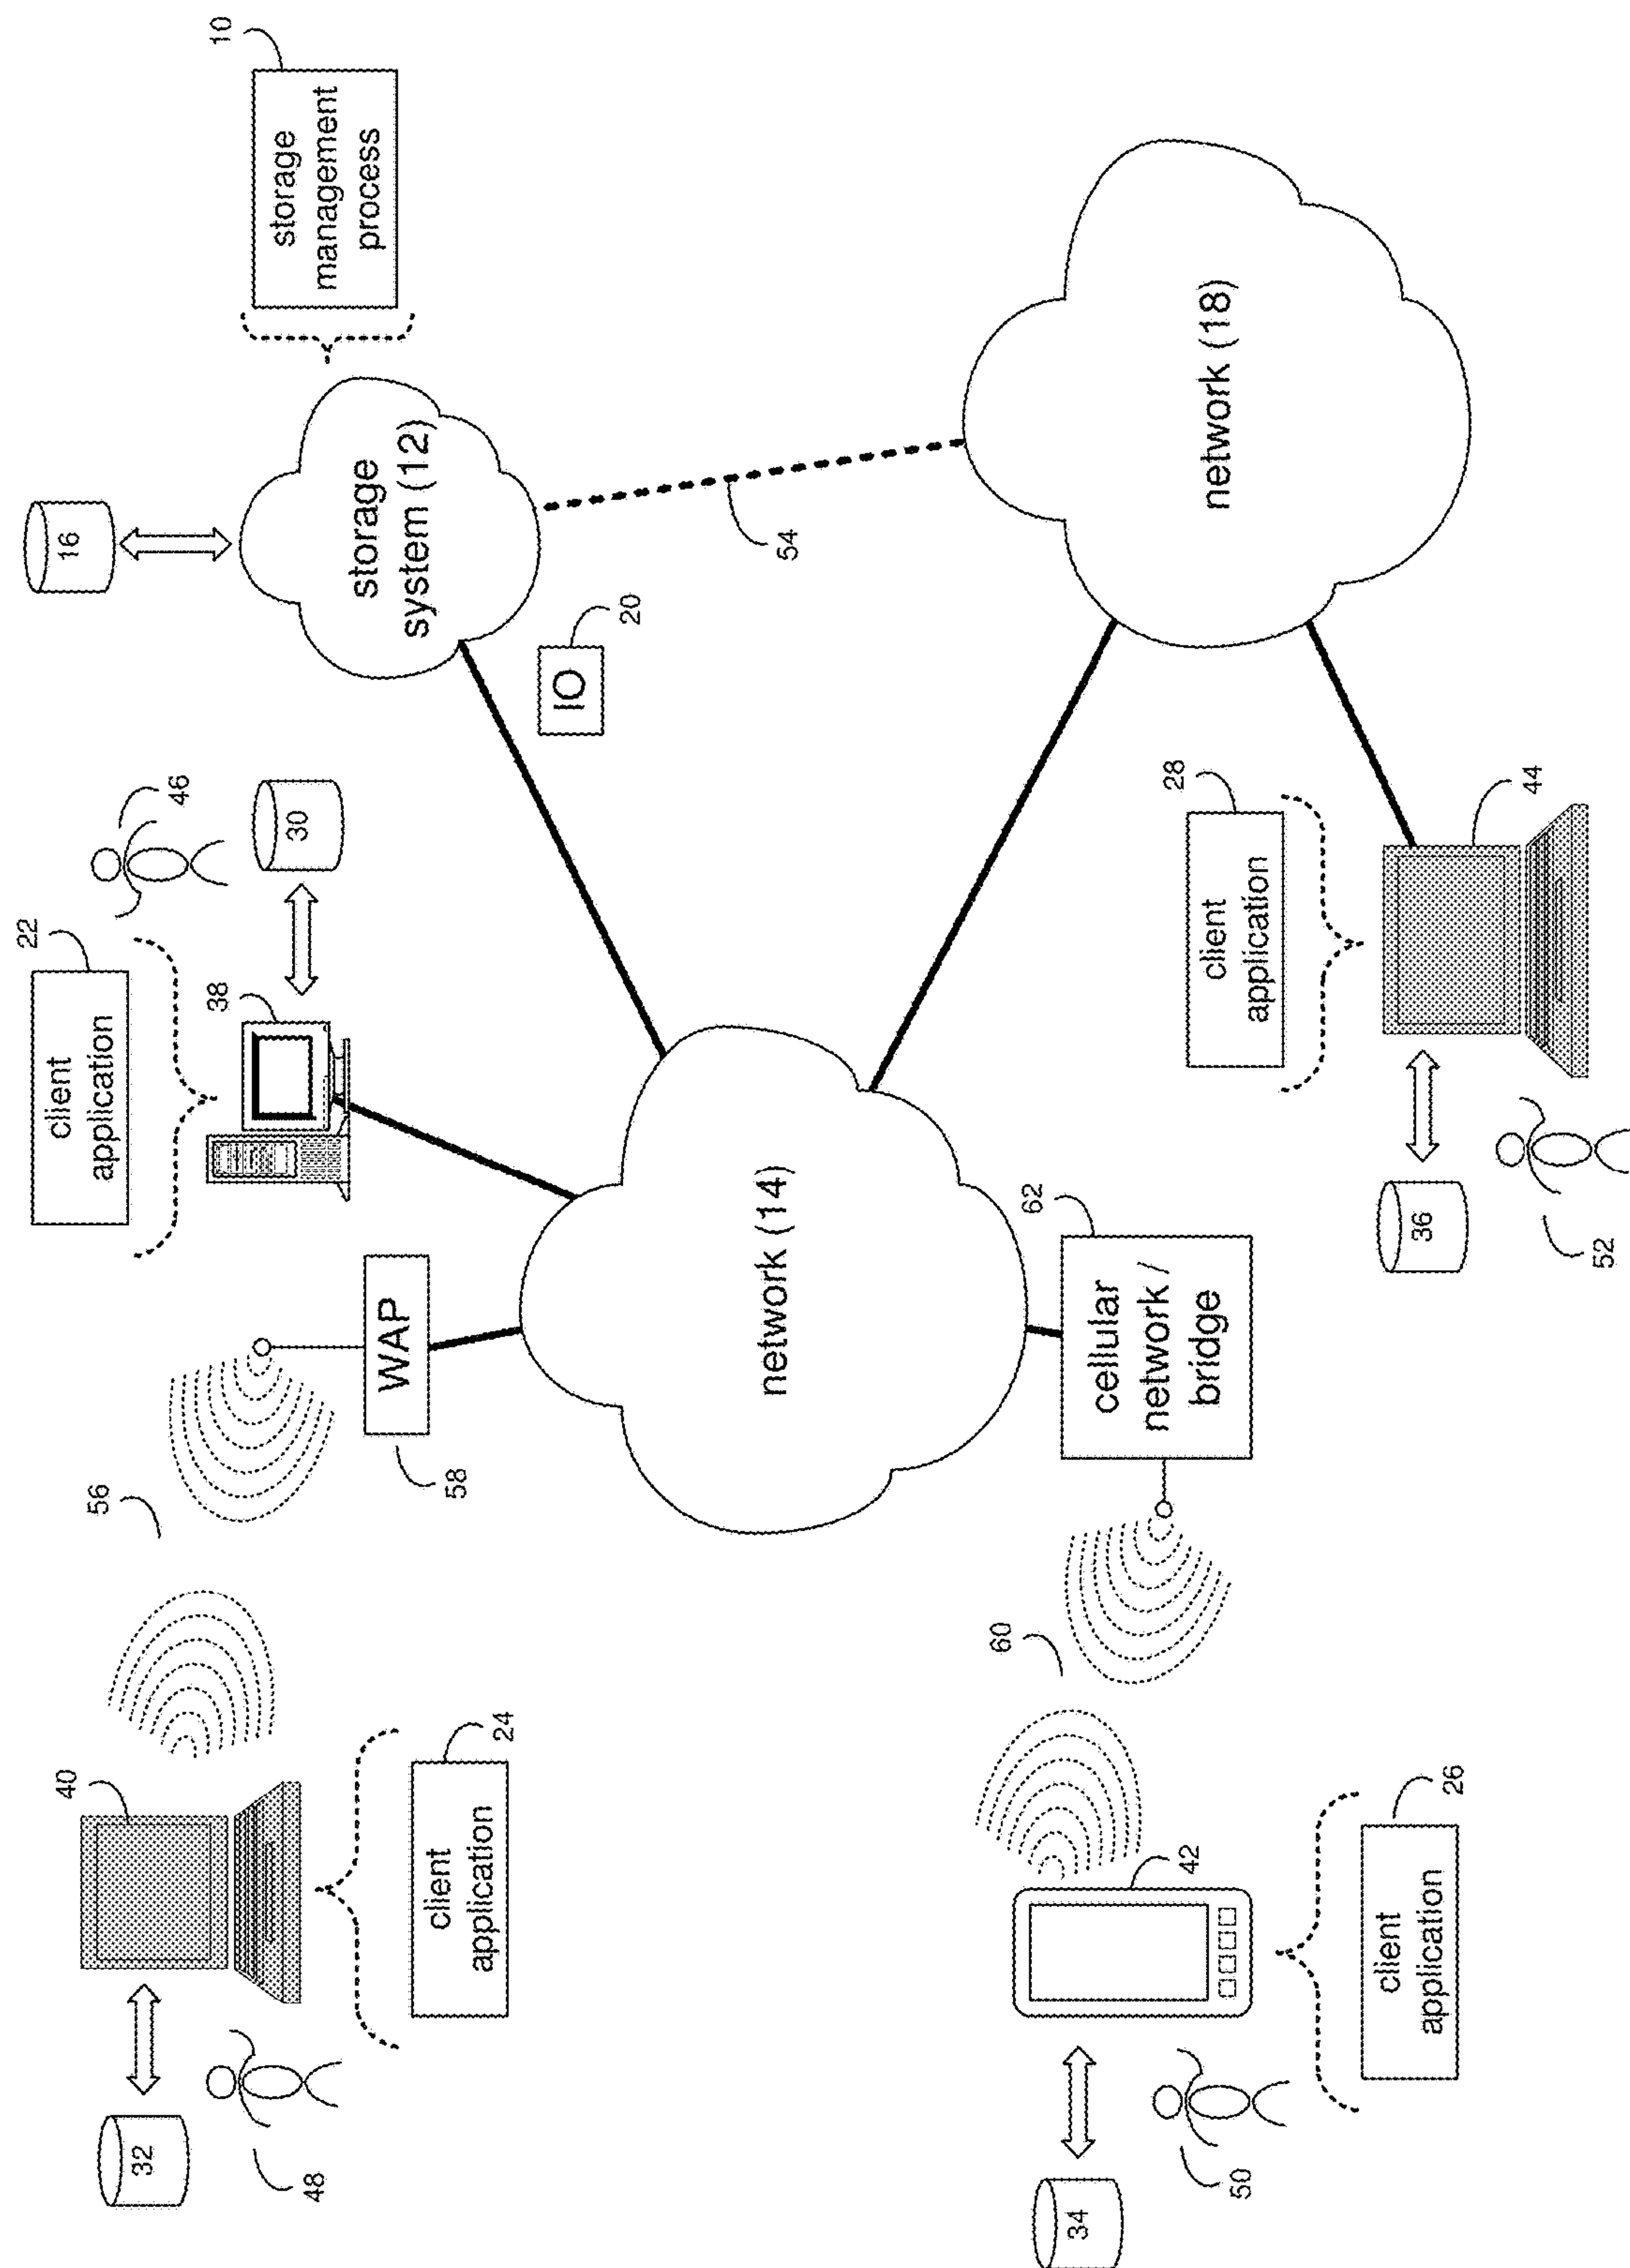 22
client
application
40
16
56
32
46
38
10
30
storage
management
process
48
storage
system (12)
WAP
58
client
application
24
IO
20
network (14)
54
60
62
34
cellular
network /
bridge
28
42
client
application
network (18)
50
client
application
36
26
44
52